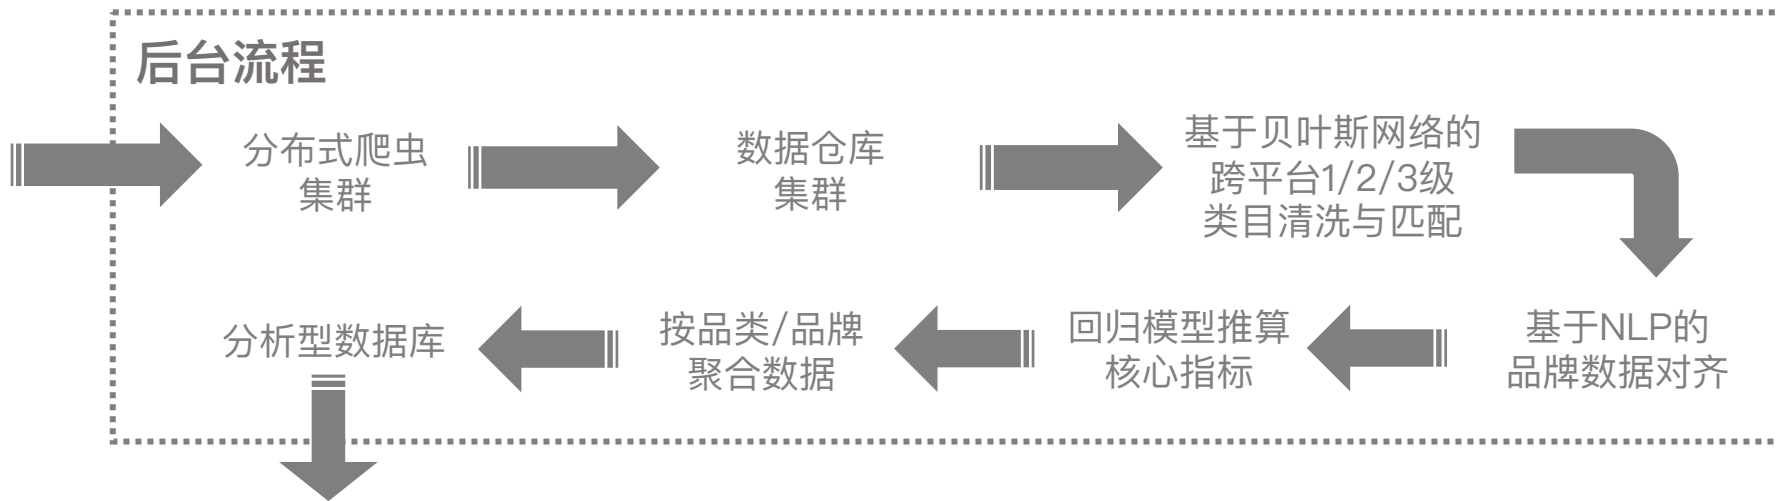 后台流程
分布式爬虫
集群
数据仓库
集群
基于贝叶斯网络的
跨平台1/2/3级
类目清洗与匹配
基于NLP的
品牌数据对齐
回归模型推算
核心指标
按品类/品牌
聚合数据
分析型数据库